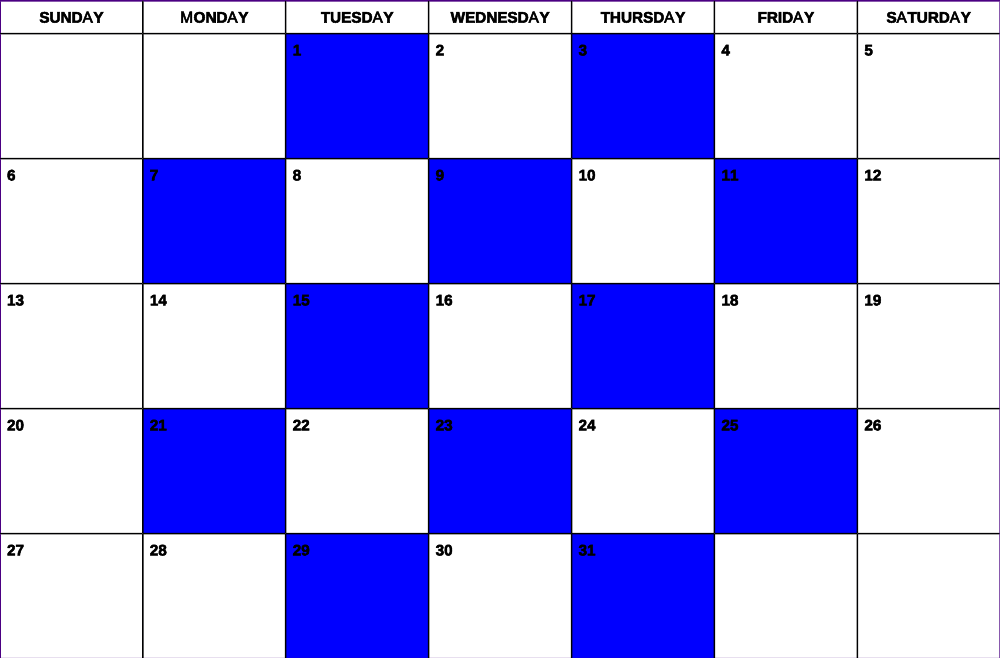 SUNDAY MONDAY TUESDAY WEDNESDAY THURSDAY FRIDAY SATURDAY
1 2 3 4 5
6 7 8 9 10 11 12
13 14 15 16 17 18 19
20 21 22 23 24 25 26
27 28 29 30 31